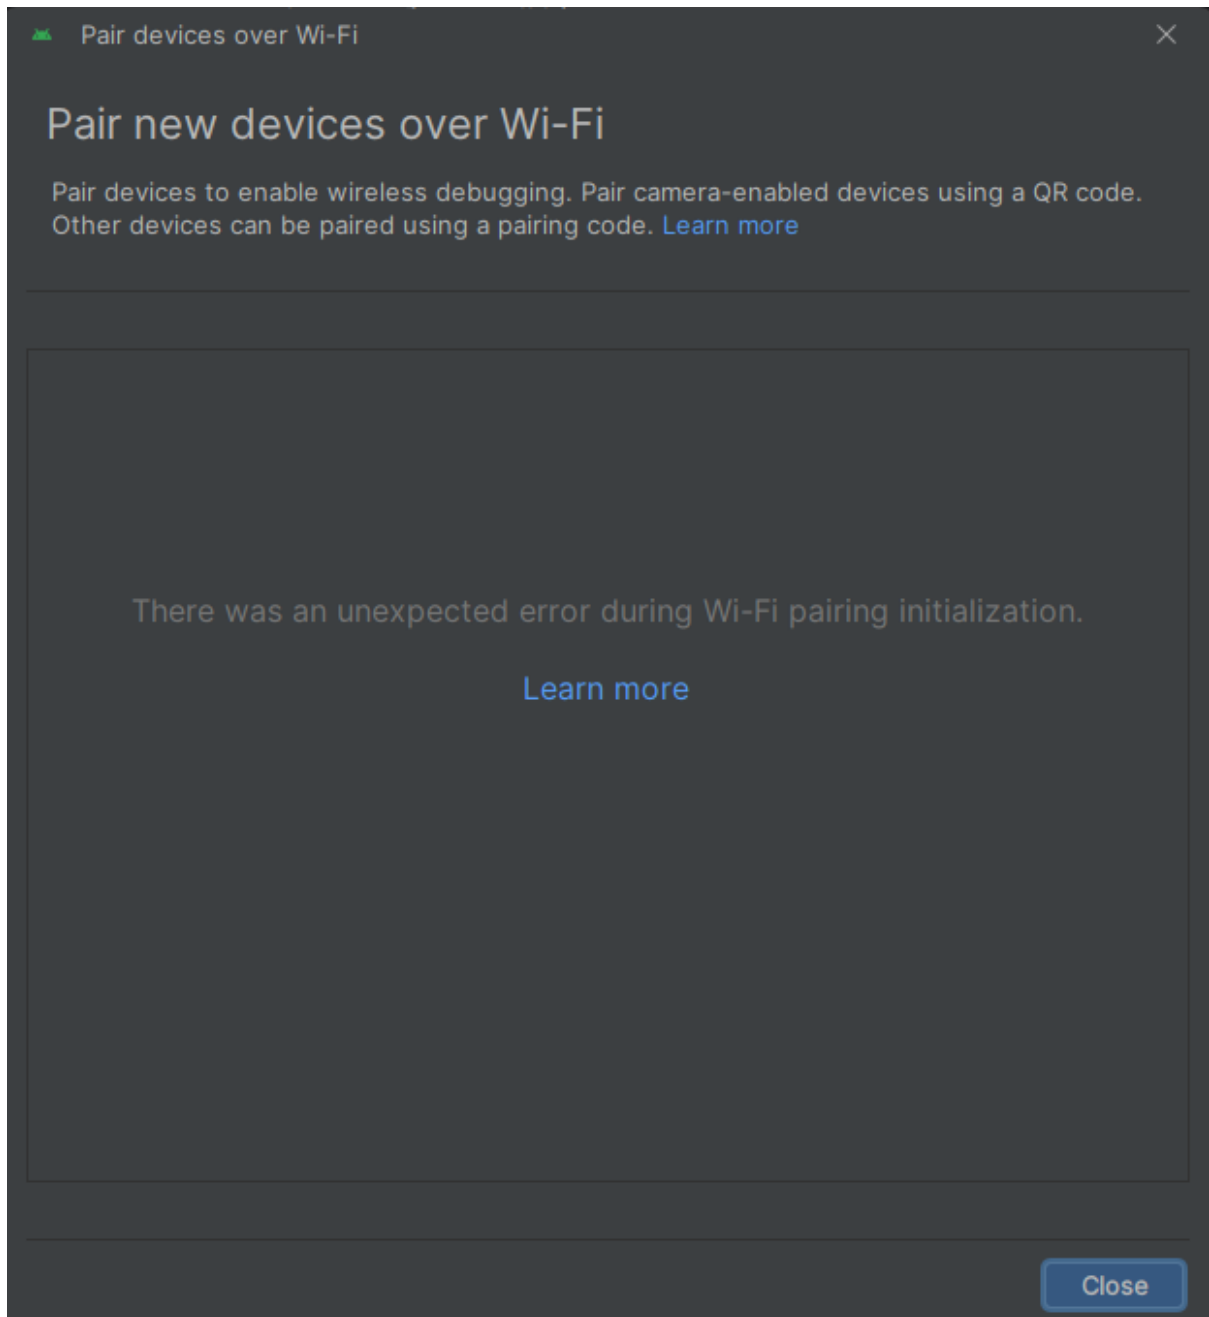 Pair devices over Wi-Fi
Pair new devices over Wi-Fi
Pair devices to enable wireless debugging. Pair camera-enabled devices using a QR code.
Other devices can be paired using a pairing code. Learn more
There was an unexpected error during Wi-Fi pairing initialization.
Learn more
Close